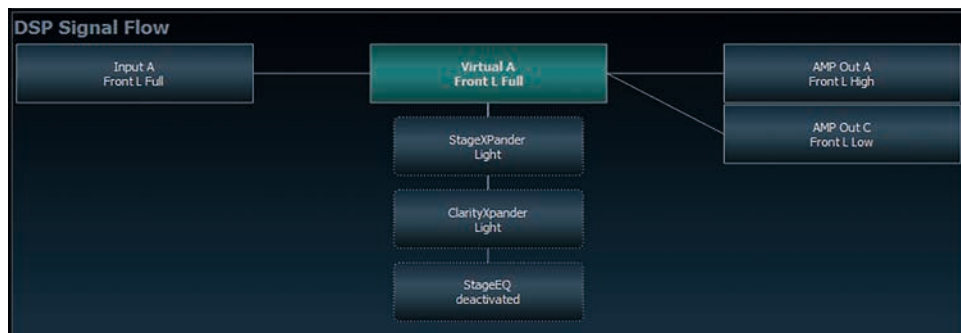 DSP Signal Flow
Input A
Front L Full
Virtual A
Front L Full
AMP Out A
Front L High
AMP Out C
Front L Low
StageXPander
Light
ClarityXpander
Light
StageEQ
deactivated